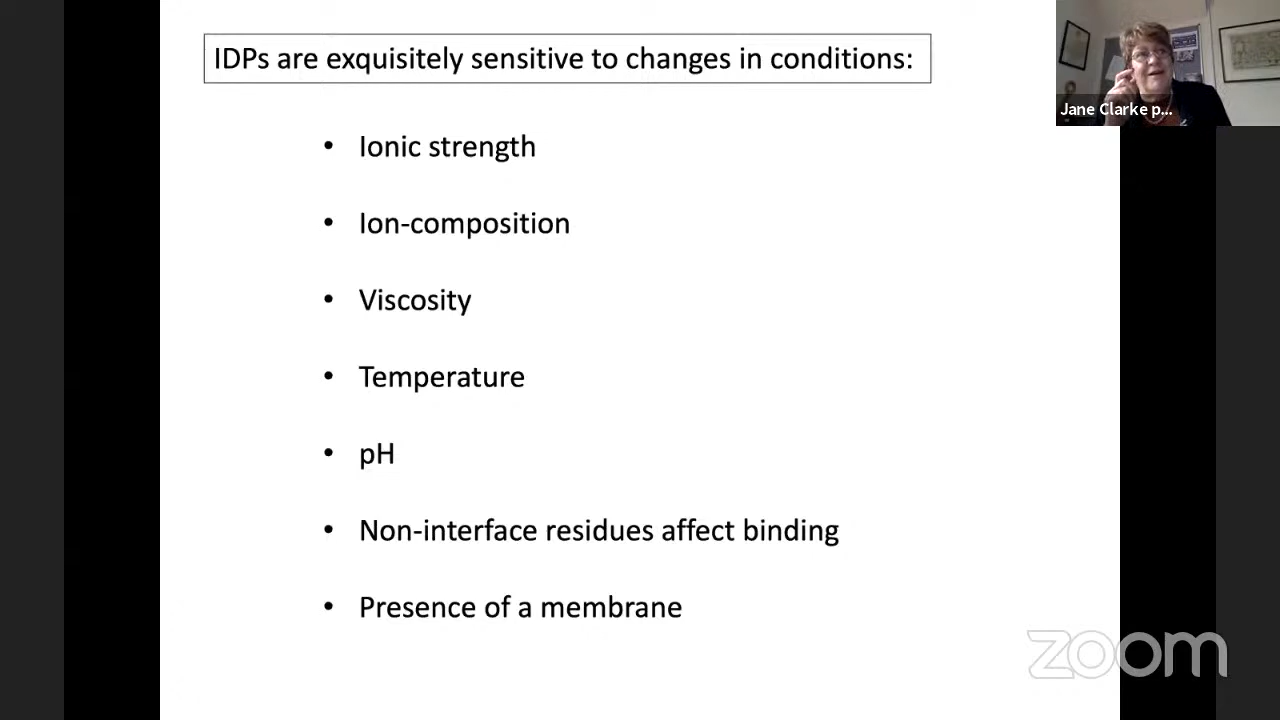 IDPs are exquisitely sensitive to changes in conditions:
Jane Clarke p...
• Ionic strength
• Ion-composition
• Viscosity
• Temperature
• pH
• Non-interface residues affect binding
• Presence of a membrane
zoom